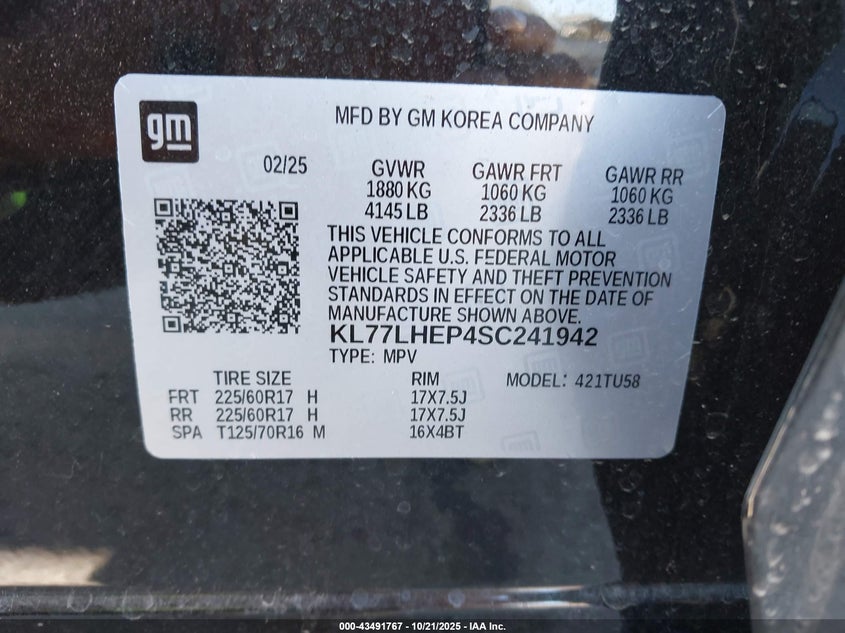 gm
MFD BY GM KOREA COMPANY
02/25
GVWR GAWR FRT GAWR RR
1880 KG 1060 KG 1060 KG
4145 LB 2336 LB 2336 LB
THIS VEHICLE CONFORMS TO ALL
APPLICABLE U.S. FEDERAL MOTOR
VEHICLE SAFETY AND THEFT PREVENTION
STANDARDS IN EFFECT ON THE DATE OF
MANUFACTURE SHOWN ABOVE.
KL77LHEP4SC241942
TYPE: MPV
TIRE SIZE RIM MODEL: 421TU58
FRT 225/60R17 H 17X7.5J
RR 225/60R17 H 17X7.5J
SPA T125/70R16 M 16X4BT
000-43491767 - 10/21/2025 - IAA Inc.